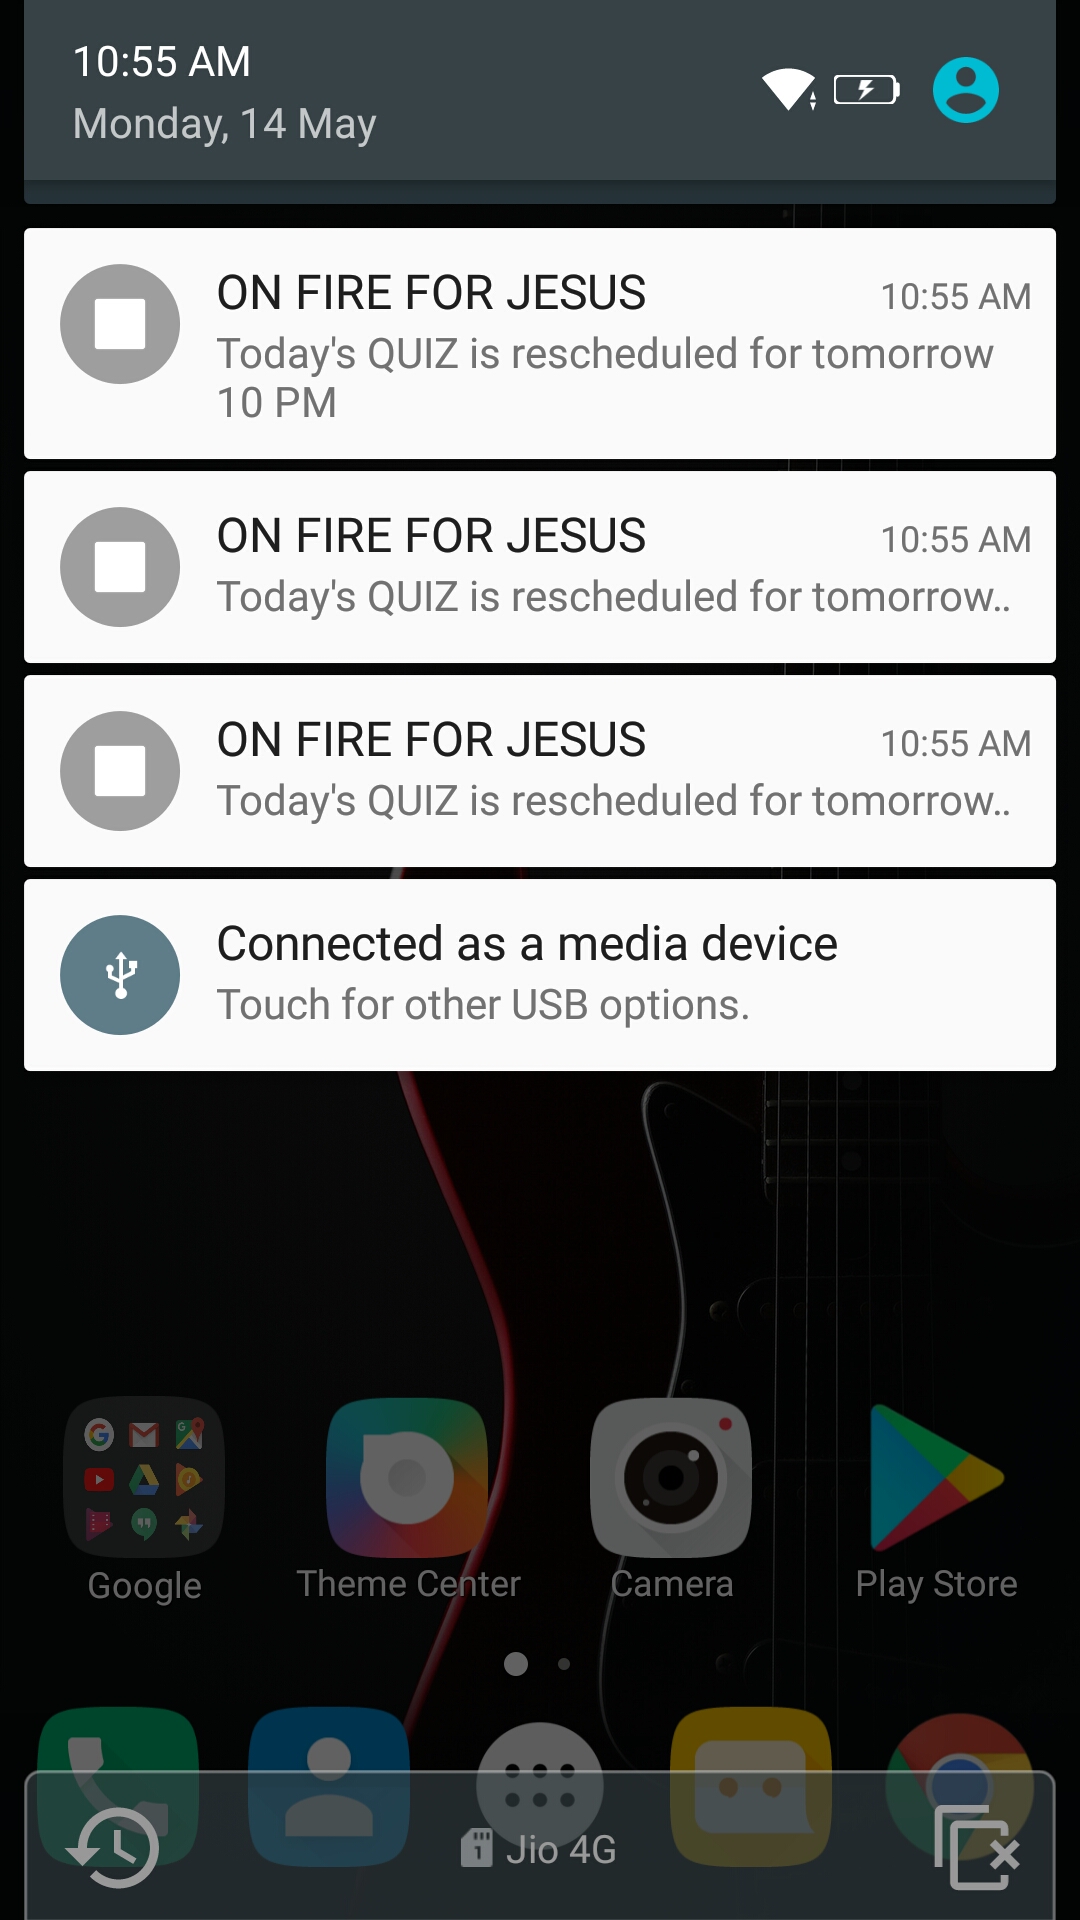 10:55 AM
Monday, 14 May
ON FIRE FOR JESUS
10:55 AM
Today's QUIZ is rescheduled for tomorrow
10 PM
ON FIRE FOR JESUS
10:55 AM
Today's QUIZ is rescheduled for tomorrow..
ON FIRE FOR JESUS
10:55 AM
Today's QUIZ is rescheduled for tomorrow..
Connected as a media device
Touch for other USB options.
Google
Theme Center
Camera
Play Store
1
Jio 4G